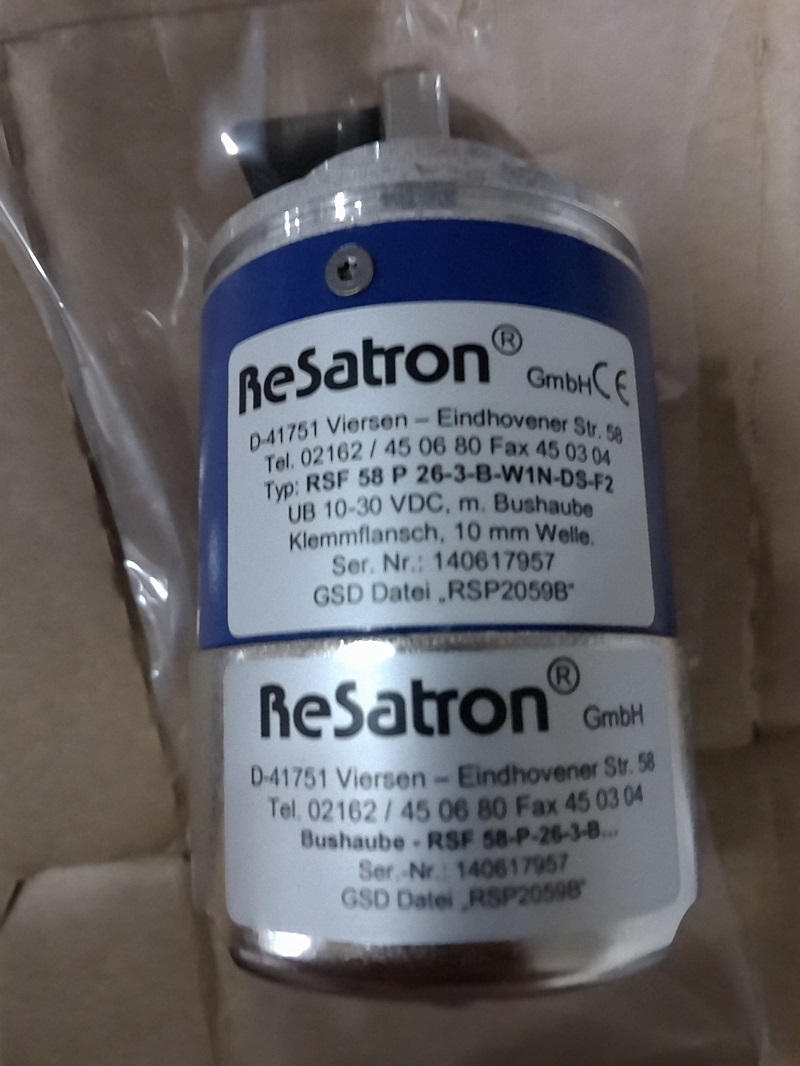 ReSatron® GmbH CE
D-41751 Viersen – Eindhovener Str. 58
Tel. 02162 / 45 06 80 Fax 45 03 04
Typ: RSF 58 P 26-3-B-W1N-DS-F2
UB 10-30 VDC, m. Bushaube
Klemmflansch, 10 mm Welle.
Ser. Nr.: 140617957
GSD Datei „RSP2059B“
ReSatron® GmbH
D-41751 Viersen – Eindhovener Str. 58
Tel. 02162 / 45 06 80 Fax 45 03 04
Bushaube - RSF 58-P-26-3-B...
Ser.-Nr.: 140617957
GSD Datei „RSP2059B“